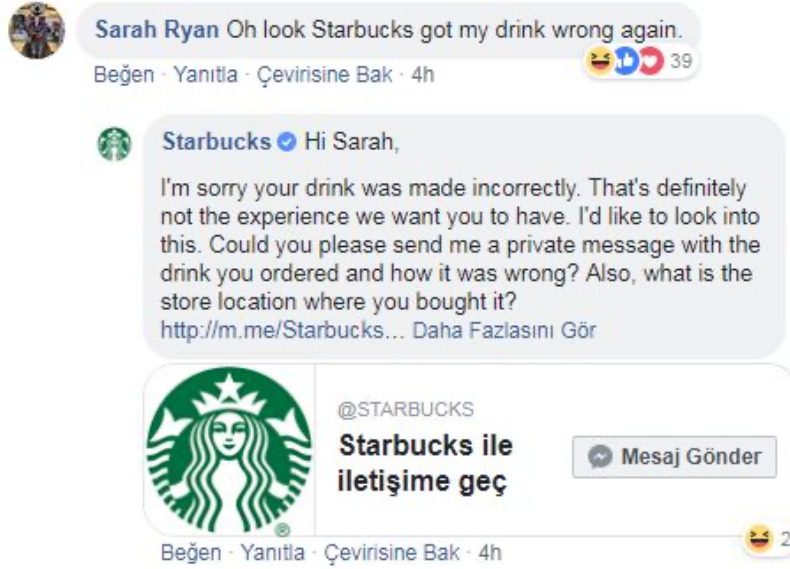 Sarah Ryan Oh look Starbucks got my drink wrong again.
39
Beğen · Yanıtla · Çevirisine Bak · 4h
Starbucks Hi Sarah,
I'm sorry your drink was made incorrectly. That's definitely
not the experience we want you to have. I'd like to look into
this. Could you please send me a private message with the
drink you ordered and how it was wrong? Also, what is the
store location where you bought it?
http://m.me/Starbucks... Daha Fazlasını Gör
@STARBUCKS
Starbucks ile
iletişime geç
Mesaj Gönder
®
Beğen · Yanıtla · Çevirisine Bak · 4h
2